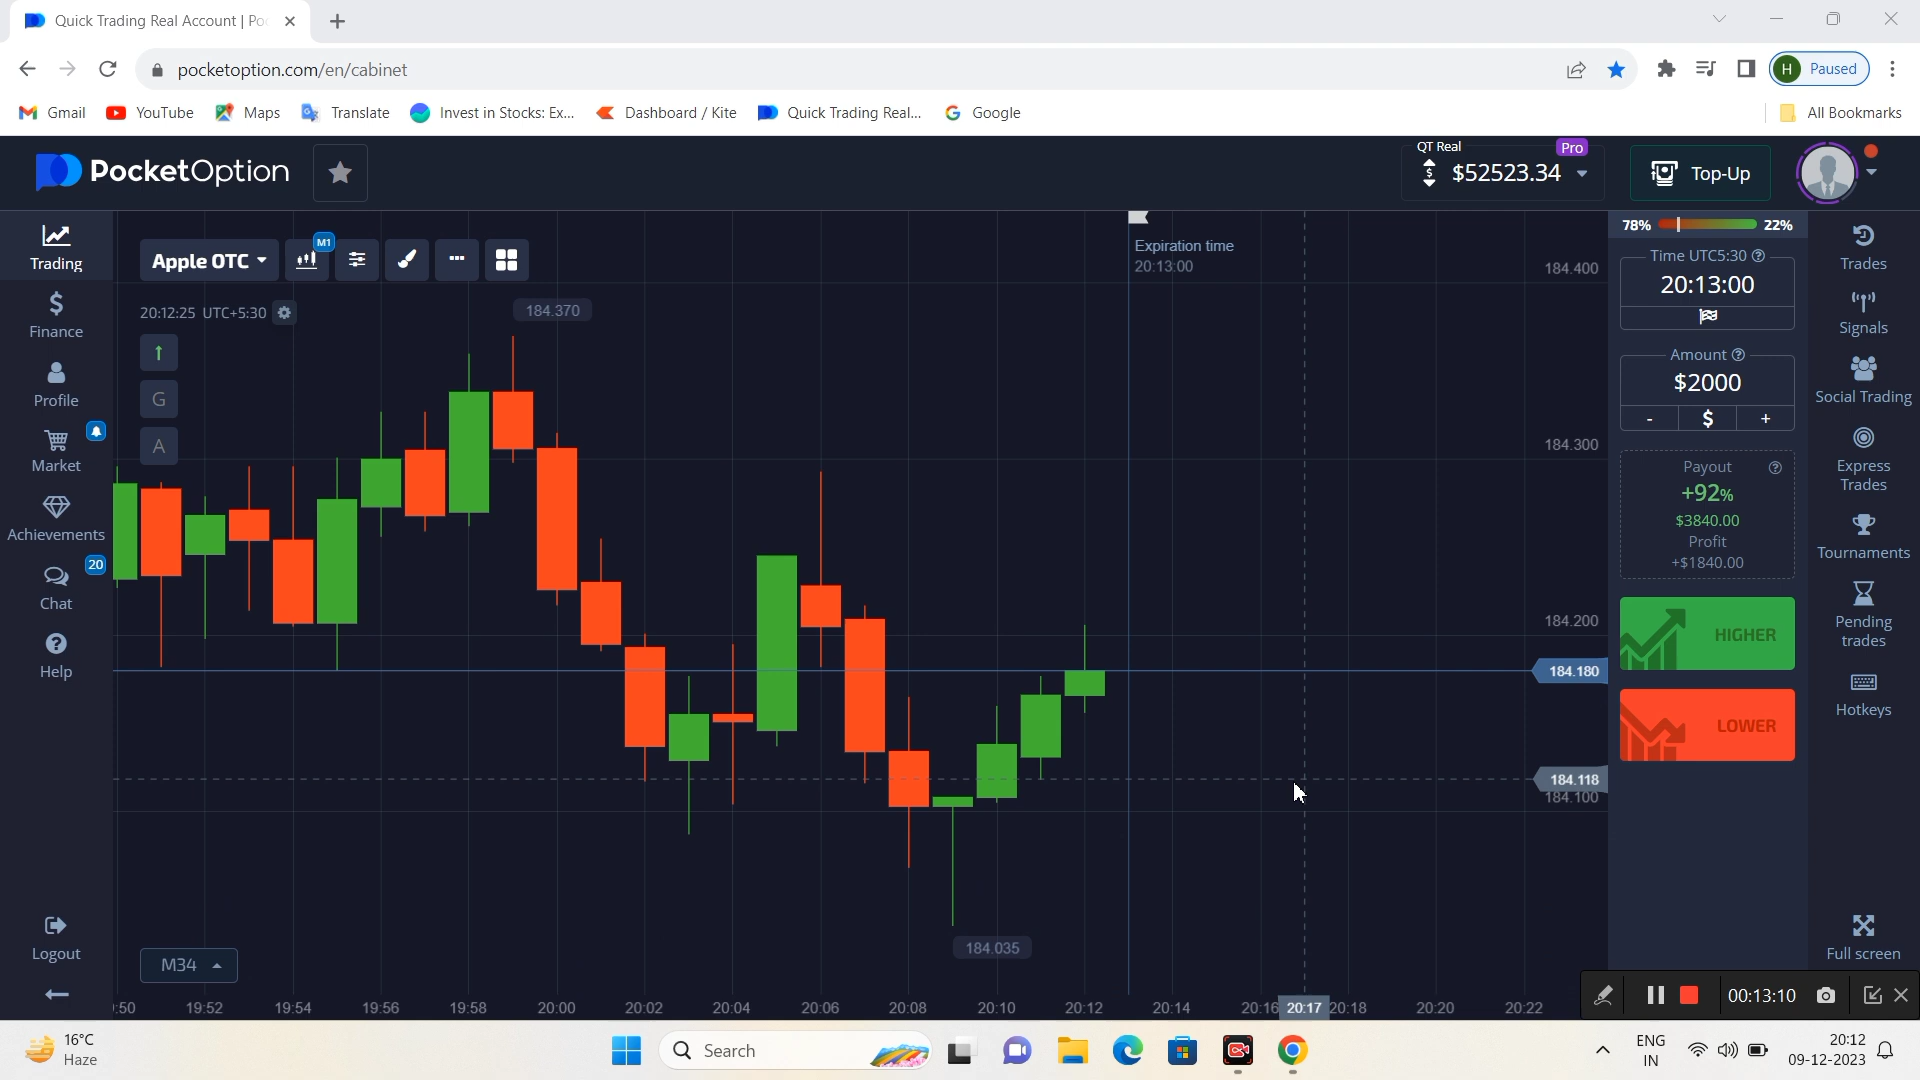 Quick Trading Real Account | Po
pocketoption.com/en/cabinet
H Paused
Gmail YouTube Maps Translate Invest in Stocks: Ex... Dashboard / Kite Quick Trading Real... Google All Bookmarks
PocketOption
QT Real Pro
$52523.34
Top-Up
Trading
Finance
Profile
Market
Achievements
20
Chat
Help
Logout
Apple OTC
M1
20:12:25 UTC+5:30
G
A
184.370
Expiration time
20:13:00
184.400
184.300
184.200
184.180
184.118
184.100
184.035
M34
:50 19:52 19:54 19:56 19:58 20:00 20:02 20:04 20:06 20:08 20:10 20:12 20:14 20:16 20:17 20:18 20:20 20:22
78% 22%
Time UTC5:30
20:13:00
Amount
$2000
- $ +
Payout
+92%
$3840.00
Profit
+$1840.00
HIGHER
LOWER
Trades
Signals
Social Trading
Express
Trades
Tournaments
Pending
trades
Hotkeys
Full screen
00:13:10
16°C
Haze
Search
ENG
IN
20:12
09-12-2023